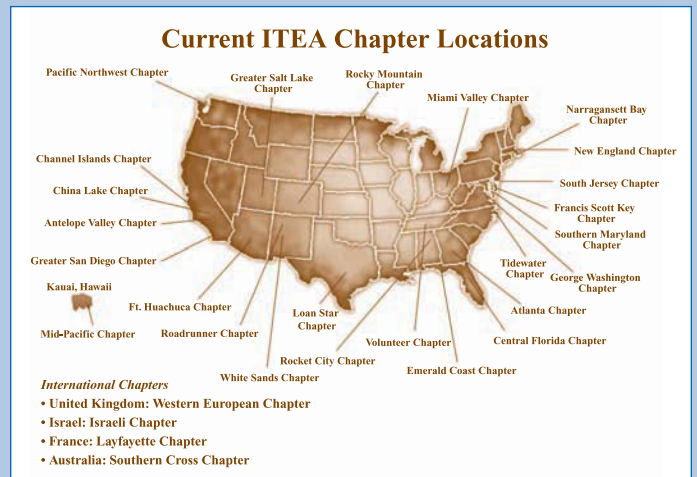 Current ITEA Chapter Locations
Pacific Northwest Chapter
Greater Salt Lake
Chapter
Rocky Mountain
Chapter
Miami Valley Chapter
Narragansett Bay
Chapter
New England Chapter
Channel Islands Chapter
China Lake Chapter
Antelope Valley Chapter
Greater San Diego Chapter
South Jersey Chapter
Francis Scott Key
Chapter
Southern Maryland
Chapter
Tidewater
Chapter
George Washington
Chapter
Kauai, Hawaii
Mid-Pacific Chapter
Ft. Huachuca Chapter
Roadrunner Chapter
Loan Star
Chapter
Atlanta Chapter
Central Florida Chapter
Volunteer Chapter
Rocket City Chapter
Emerald Coast Chapter
White Sands Chapter
International Chapters
• United Kingdom: Western European Chapter
• Israel: Israeli Chapter
• France: Layfayette Chapter
• Australia: Southern Cross Chapter